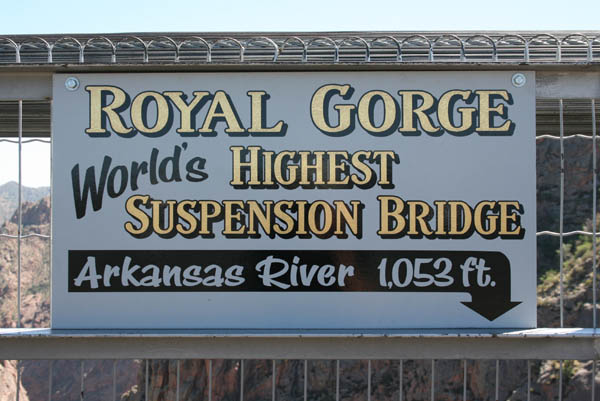 ROYAL GORGE
World's HIGHEST
SUSPENSION BRIDGE
Arkansas River 1,053 ft.